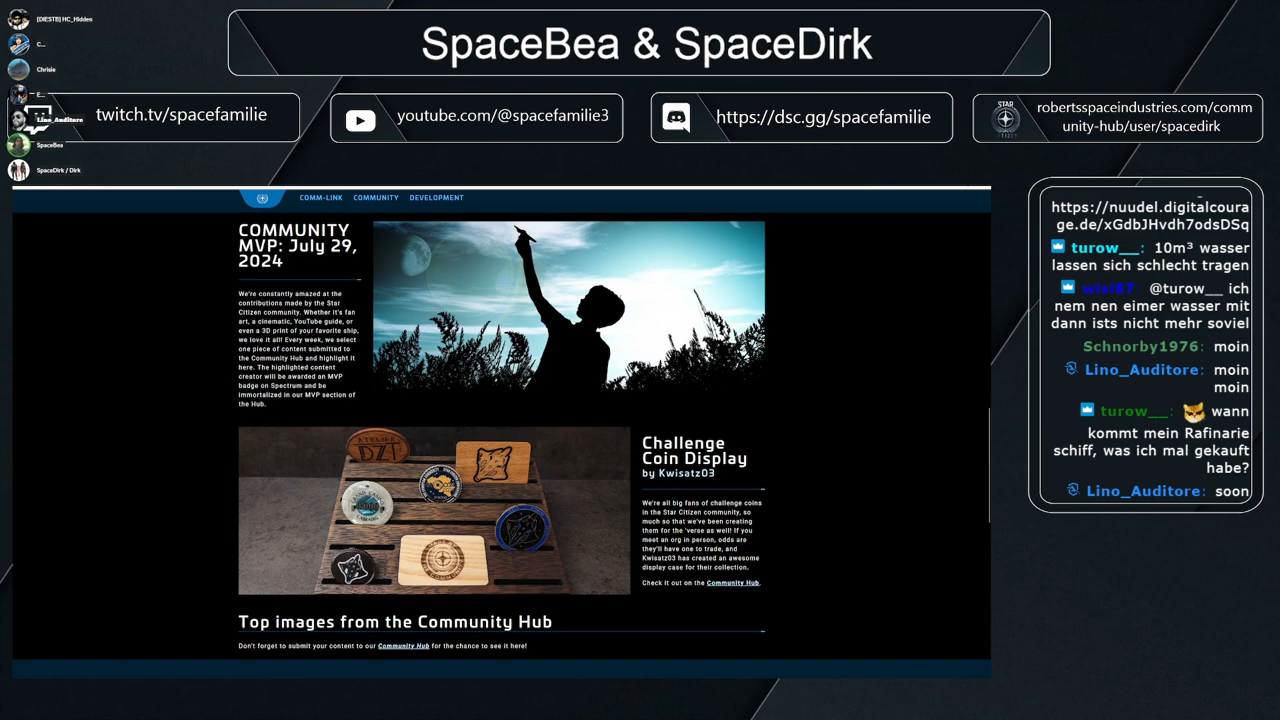 [DIESTB] HC_Hidden
C...
Chrisie
E...
Lino_Auditore
SpaceBea
SpaceDirk / Dirk
SpaceBea & SpaceDirk
twitch.tv/spacefamilie
youtube.com/@spacefamilie3
https://dsc.gg/spacefamilie
STAR
robertsspaceindustries.com/comm
unity-hub/user/spacedirk
COMM-LINK COMMUNITY DEVELOPMENT
COMMUNITY
MVP: July 29,
2024
We're constantly amazed at the
contributions made by the Star
Citizen community. Whether it's fan
art, a cinematic, YouTube guide, or
even a 3D print of your favorite ship,
we love it all! Every week, we select
one piece of content submitted to
the Community Hub and highlight it
here. The highlighted content
creator will be awarded an MVP
badge on Spectrum and be
immortalized in our MVP section of
the Hub.
ATELIER
DZT
Challenge
Coin Display
by Kwisatz03
We're all big fans of challenge coins
in the Star Citizen community, so
much so that we've been creating
them for the 'verse as well! If you
meet an org in person, odds are
they'll have one to trade, and
Kwisatz03 has created an awesome
display case for their collection.
Check it out on the Community Hub.
Top images from the Community Hub
Don't forget to submit your content to our Community Hub for the chance to see it here!
https://nuudel.digitalcoura
ge.de/xGdbJHvdh7odsDSq
turow__: 10m³ wasser
lassen sich schlecht tragen
wisi87: @turow__ ich
nem nen eimer wasser mit
dann ists nicht mehr soviel
Schnorby1976: moin
Lino_Auditore: moin
moin
turow__: wann
kommt mein Rafinarie
schiff, was ich mal gekauft
habe?
Lino_Auditore: soon